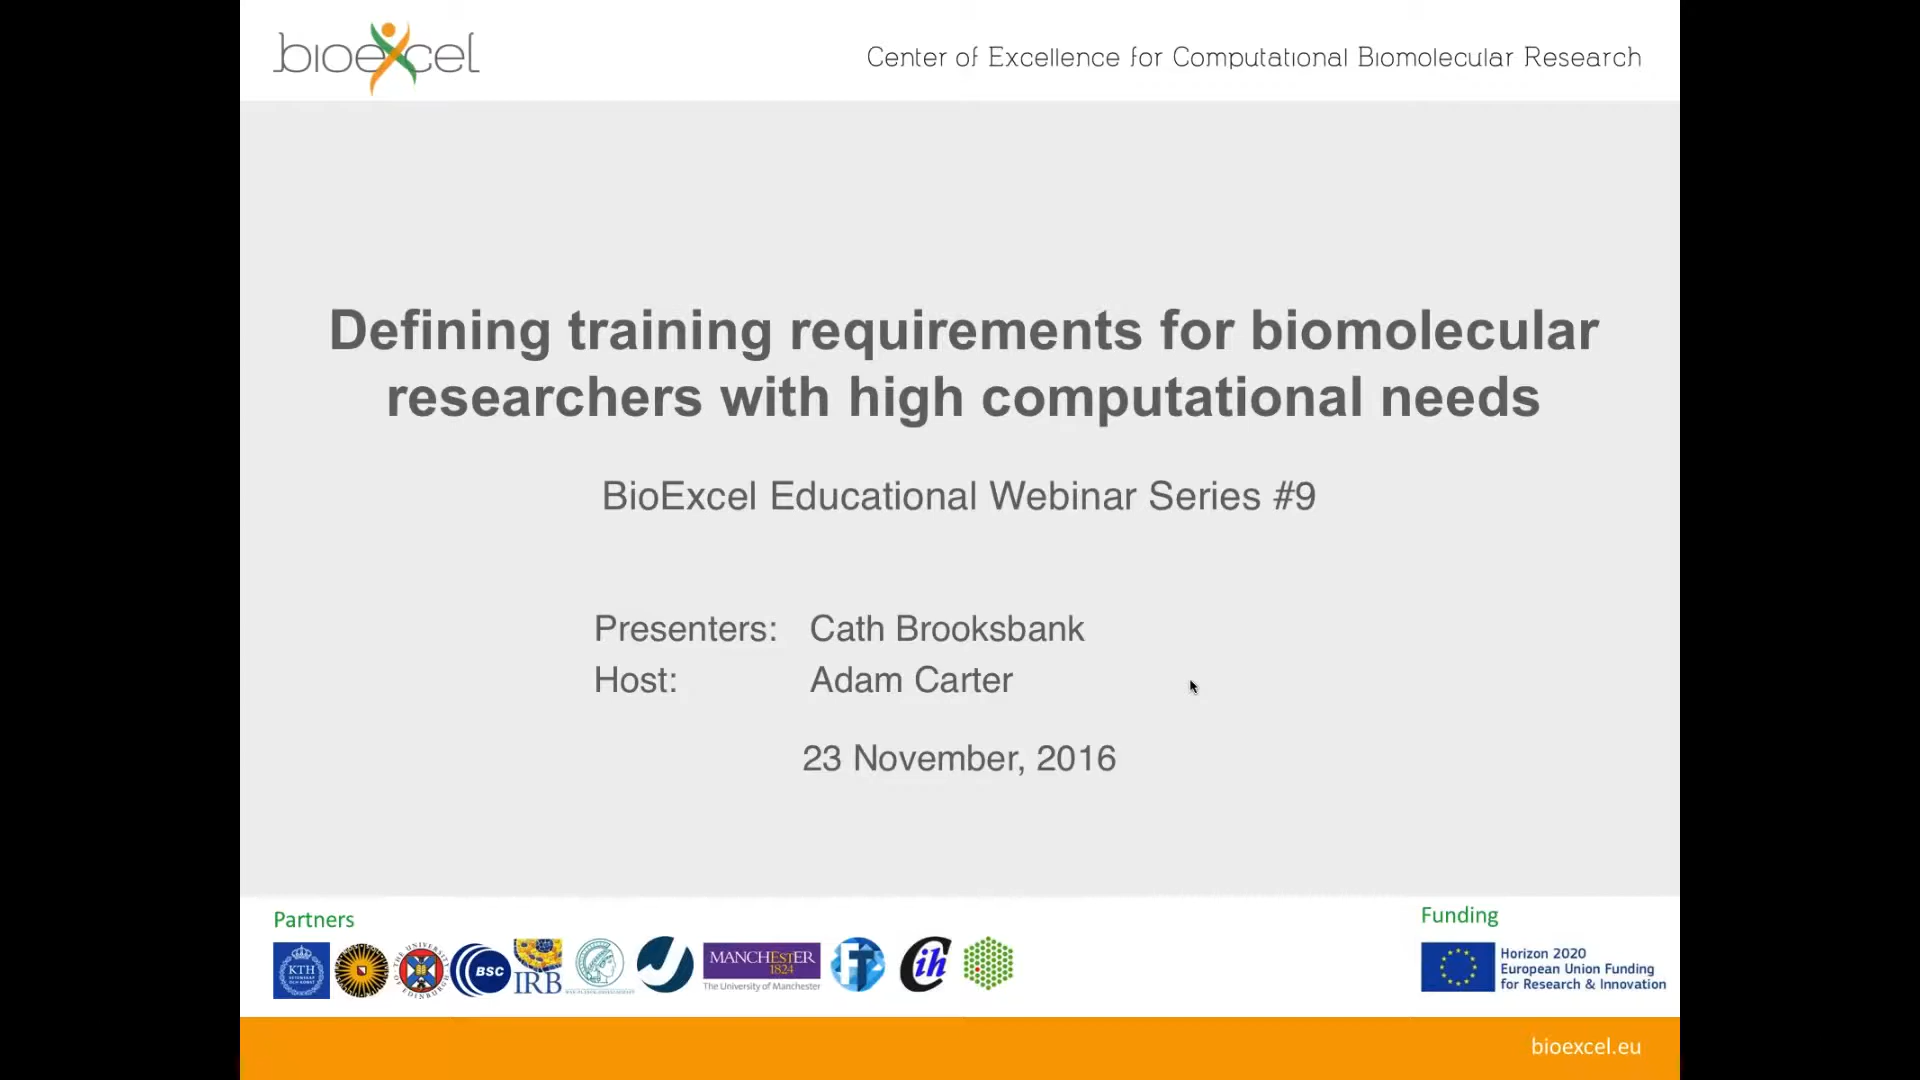 bioexcel
Center of Excellence for Computational Biomolecular Research
Defining training requirements for biomolecular
researchers with high computational needs
BioExcel Educational Webinar Series #9
Presenters: Cath Brooksbank
Host: Adam Carter
23 November, 2016
Partners
KTH
BSC
IRB
MANCHESTER
1824
The University of Manchester
ih
Funding
Horizon 2020
European Union Funding
for Research & Innovation
bioexcel.eu